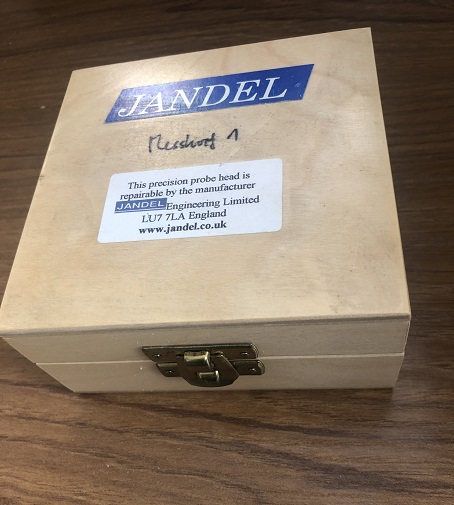 JANDEL
Messkopf 1
This precision probe head is
repairable by the manufacturer
JANDEL Engineering Limited
LU7 7LA England
www.jandel.co.uk